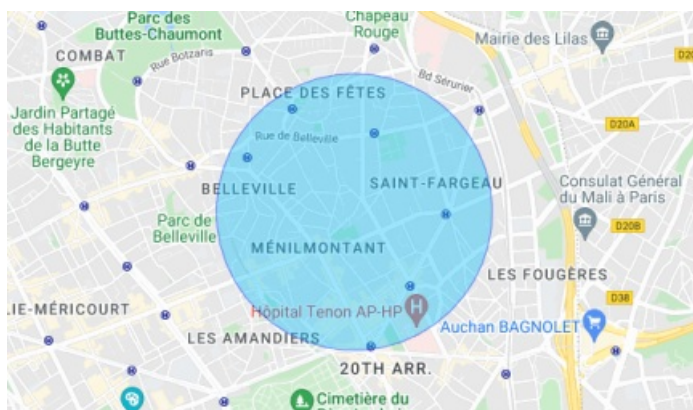 Parc des
Buttes-Chaumont
Chapeau
Rouge
Mairie des Lilas
COMBAT
Rue Botzaris
D20
Bd Sérurier
PLACE DES FÊTES
Jardin Partagé
des Habitants
de la Butte
Bergeyre
D20A
Rue de Belleville
BELLEVILLE
SAINT-FARGEAU
Consulat Général
du Mali à Paris
Parc de
Belleville
D20B
MÉNILMONTANT
LES FOUGÈRES
LIE-MÉRICOURT
Hôpital Tenon AP-HP
H
D38
LES AMANDIERS
Auchan BAGNOLET
20TH ARR.
Cimetière du